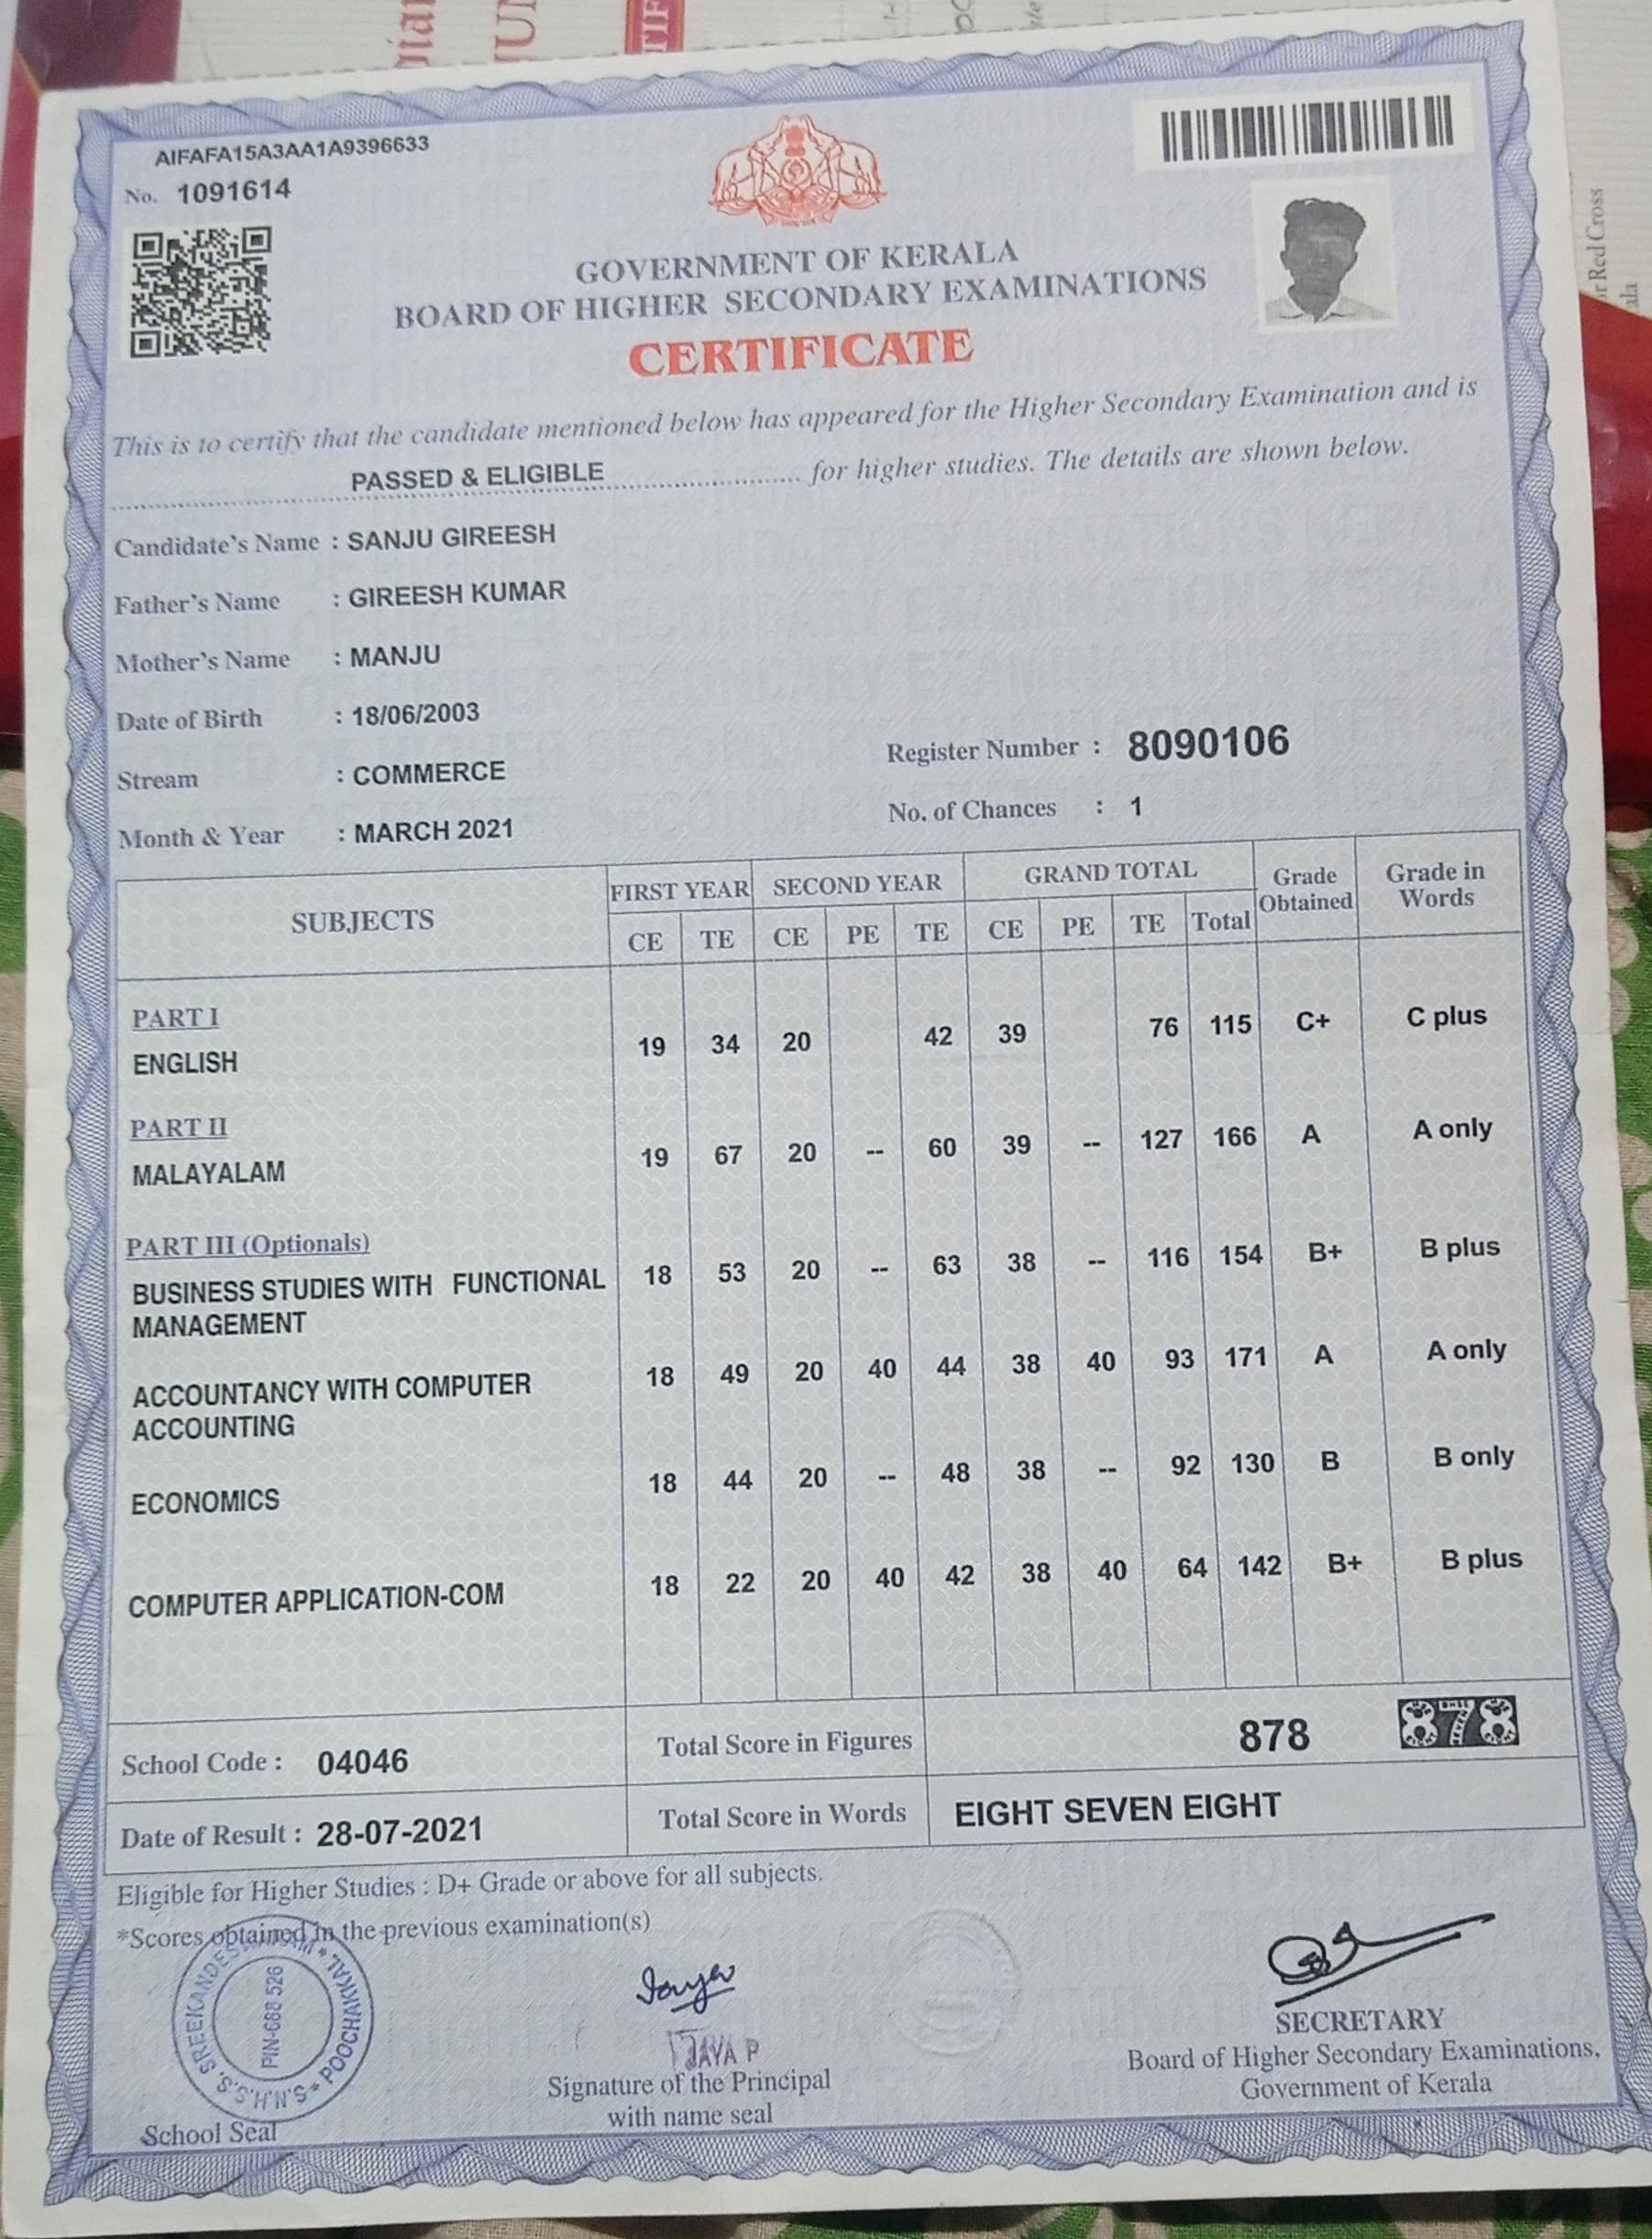 AIFAFA15A3AA1A9396633
No. 1091614
GOVERNMENT OF KERALA
BOARD OF HIGHER SECONDARY EXAMINATIONS
CERTIFICATE
This is to certify that the candidate mentioned below has appeared for the Higher Secondary Examination and is
PASSED & ELIGIBLE for higher studies. The details are shown below.
Candidate's Name : SANJU GIREESH
Father's Name : GIREESH KUMAR
Mother's Name : MANJU
Date of Birth : 18/06/2003
Stream : COMMERCE
Register Number : 8090106
Month & Year : MARCH 2021
No. of Chances : 1
SUBJECTS FIRST YEAR SECOND YEAR GRAND TOTAL Grade Obtained Grade in Words
CE TE CE PE TE CE PE TE Total
PART I
ENGLISH 19 34 20 42 39 76 115 C+ C plus
PART II
MALAYALAM 19 67 20 -- 60 39 -- 127 166 A A only
PART III (Optionals)
BUSINESS STUDIES WITH FUNCTIONAL 18 53 20 -- 63 38 -- 116 154 B+ B plus
MANAGEMENT
ACCOUNTANCY WITH COMPUTER 18 49 20 40 44 38 40 93 171 A A only
ACCOUNTING
ECONOMICS 18 44 20 -- 48 38 -- 92 130 B B only
COMPUTER APPLICATION-COM 18 22 20 40 42 38 40 64 142 B+ B plus
School Code : 04046 Total Score in Figures 878 878
Date of Result : 28-07-2021 Total Score in Words EIGHT SEVEN EIGHT
Eligible for Higher Studies : D+ Grade or above for all subjects.
*Scores obtained in the previous examination(s)
S.N.H.S.S. * POOCHAKKAL *
PIN-688 526
JAYA P
Signature of the Principal
with name seal
School Seal
SECRETARY
Board of Higher Secondary Examinations,
Government of Kerala
r Red Cross
ala